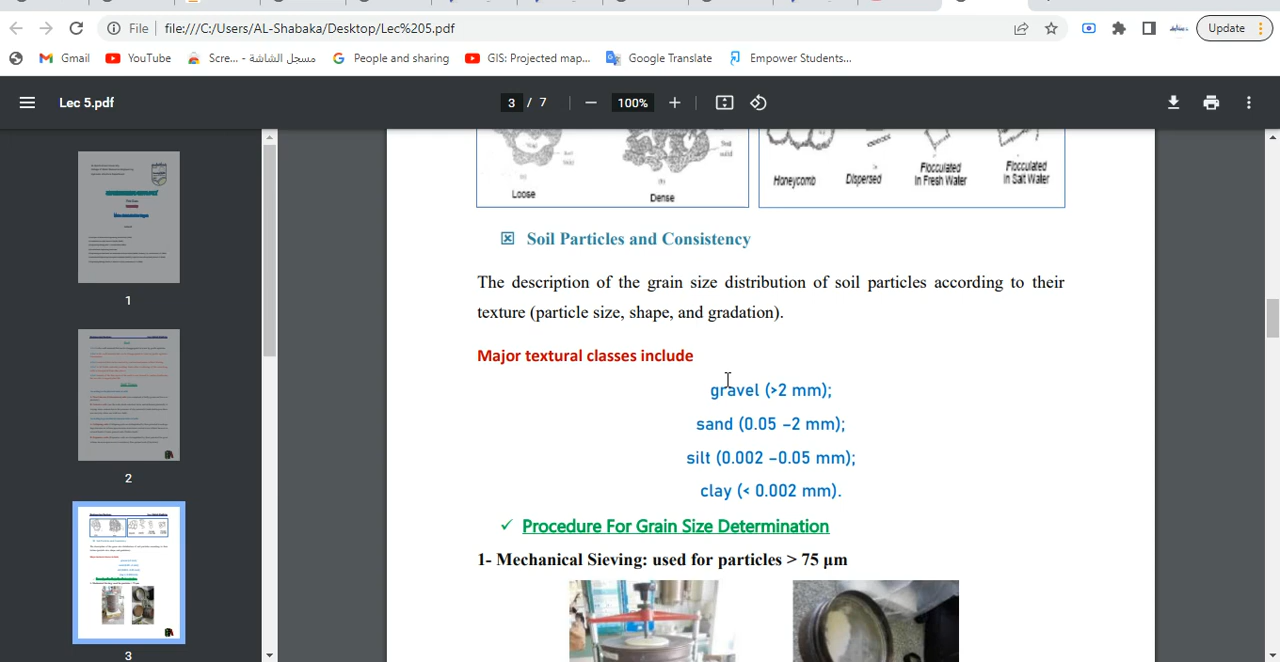 File
file:///C:/Users/AL-Shabaka/Desktop/Lec%205.pdf
Update
Gmail
YouTube
Scre... - مسجل الشاشة
People and sharing
GIS: Projected map...
Google Translate
Empower Students...
Lec 5.pdf
3 / 7
100%
Loose
Dense
Honeycomb
Dispersed
Flocculated
in Fresh Water
Flocculated
in Salt Water
Soil Particles and Consistency
The description of the grain size distribution of soil particles according to their
texture (particle size, shape, and gradation).
Major textural classes include
gravel (>2 mm);
sand (0.05 –2 mm);
silt (0.002 –0.05 mm);
clay (< 0.002 mm).
✓ Procedure For Grain Size Determination
1- Mechanical Sieving: used for particles > 75 μm
1
2
3